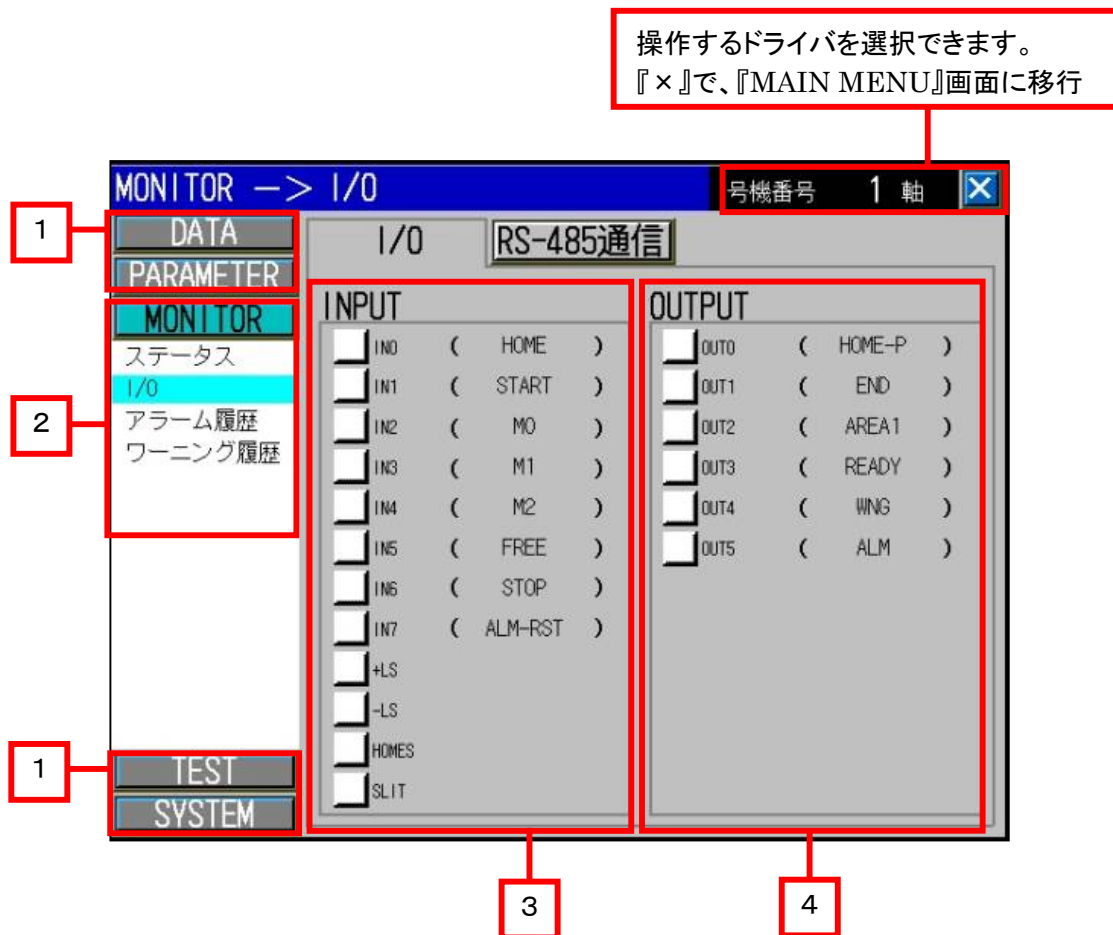 操作するドライバを選択できます。
『×』で、『MAIN MENU』画面に移行
MONITOR —> I/O
号機番号 1 軸 ×
1
DATA
PARAMETER
I/O RS-485通信
2
MONITOR
ステータス
I/O
アラーム履歴
ワーニング履歴
INPUT
IN0 ( HOME )
IN1 ( START )
IN2 ( M0 )
IN3 ( M1 )
IN4 ( M2 )
IN5 ( FREE )
IN6 ( STOP )
IN7 ( ALM-RST )
+LS
-LS
HOMES
SLIT
OUTPUT
OUT0 ( HOME-P )
OUT1 ( END )
OUT2 ( AREA1 )
OUT3 ( READY )
OUT4 ( WNG )
OUT5 ( ALM )
1
TEST
SYSTEM
3
4